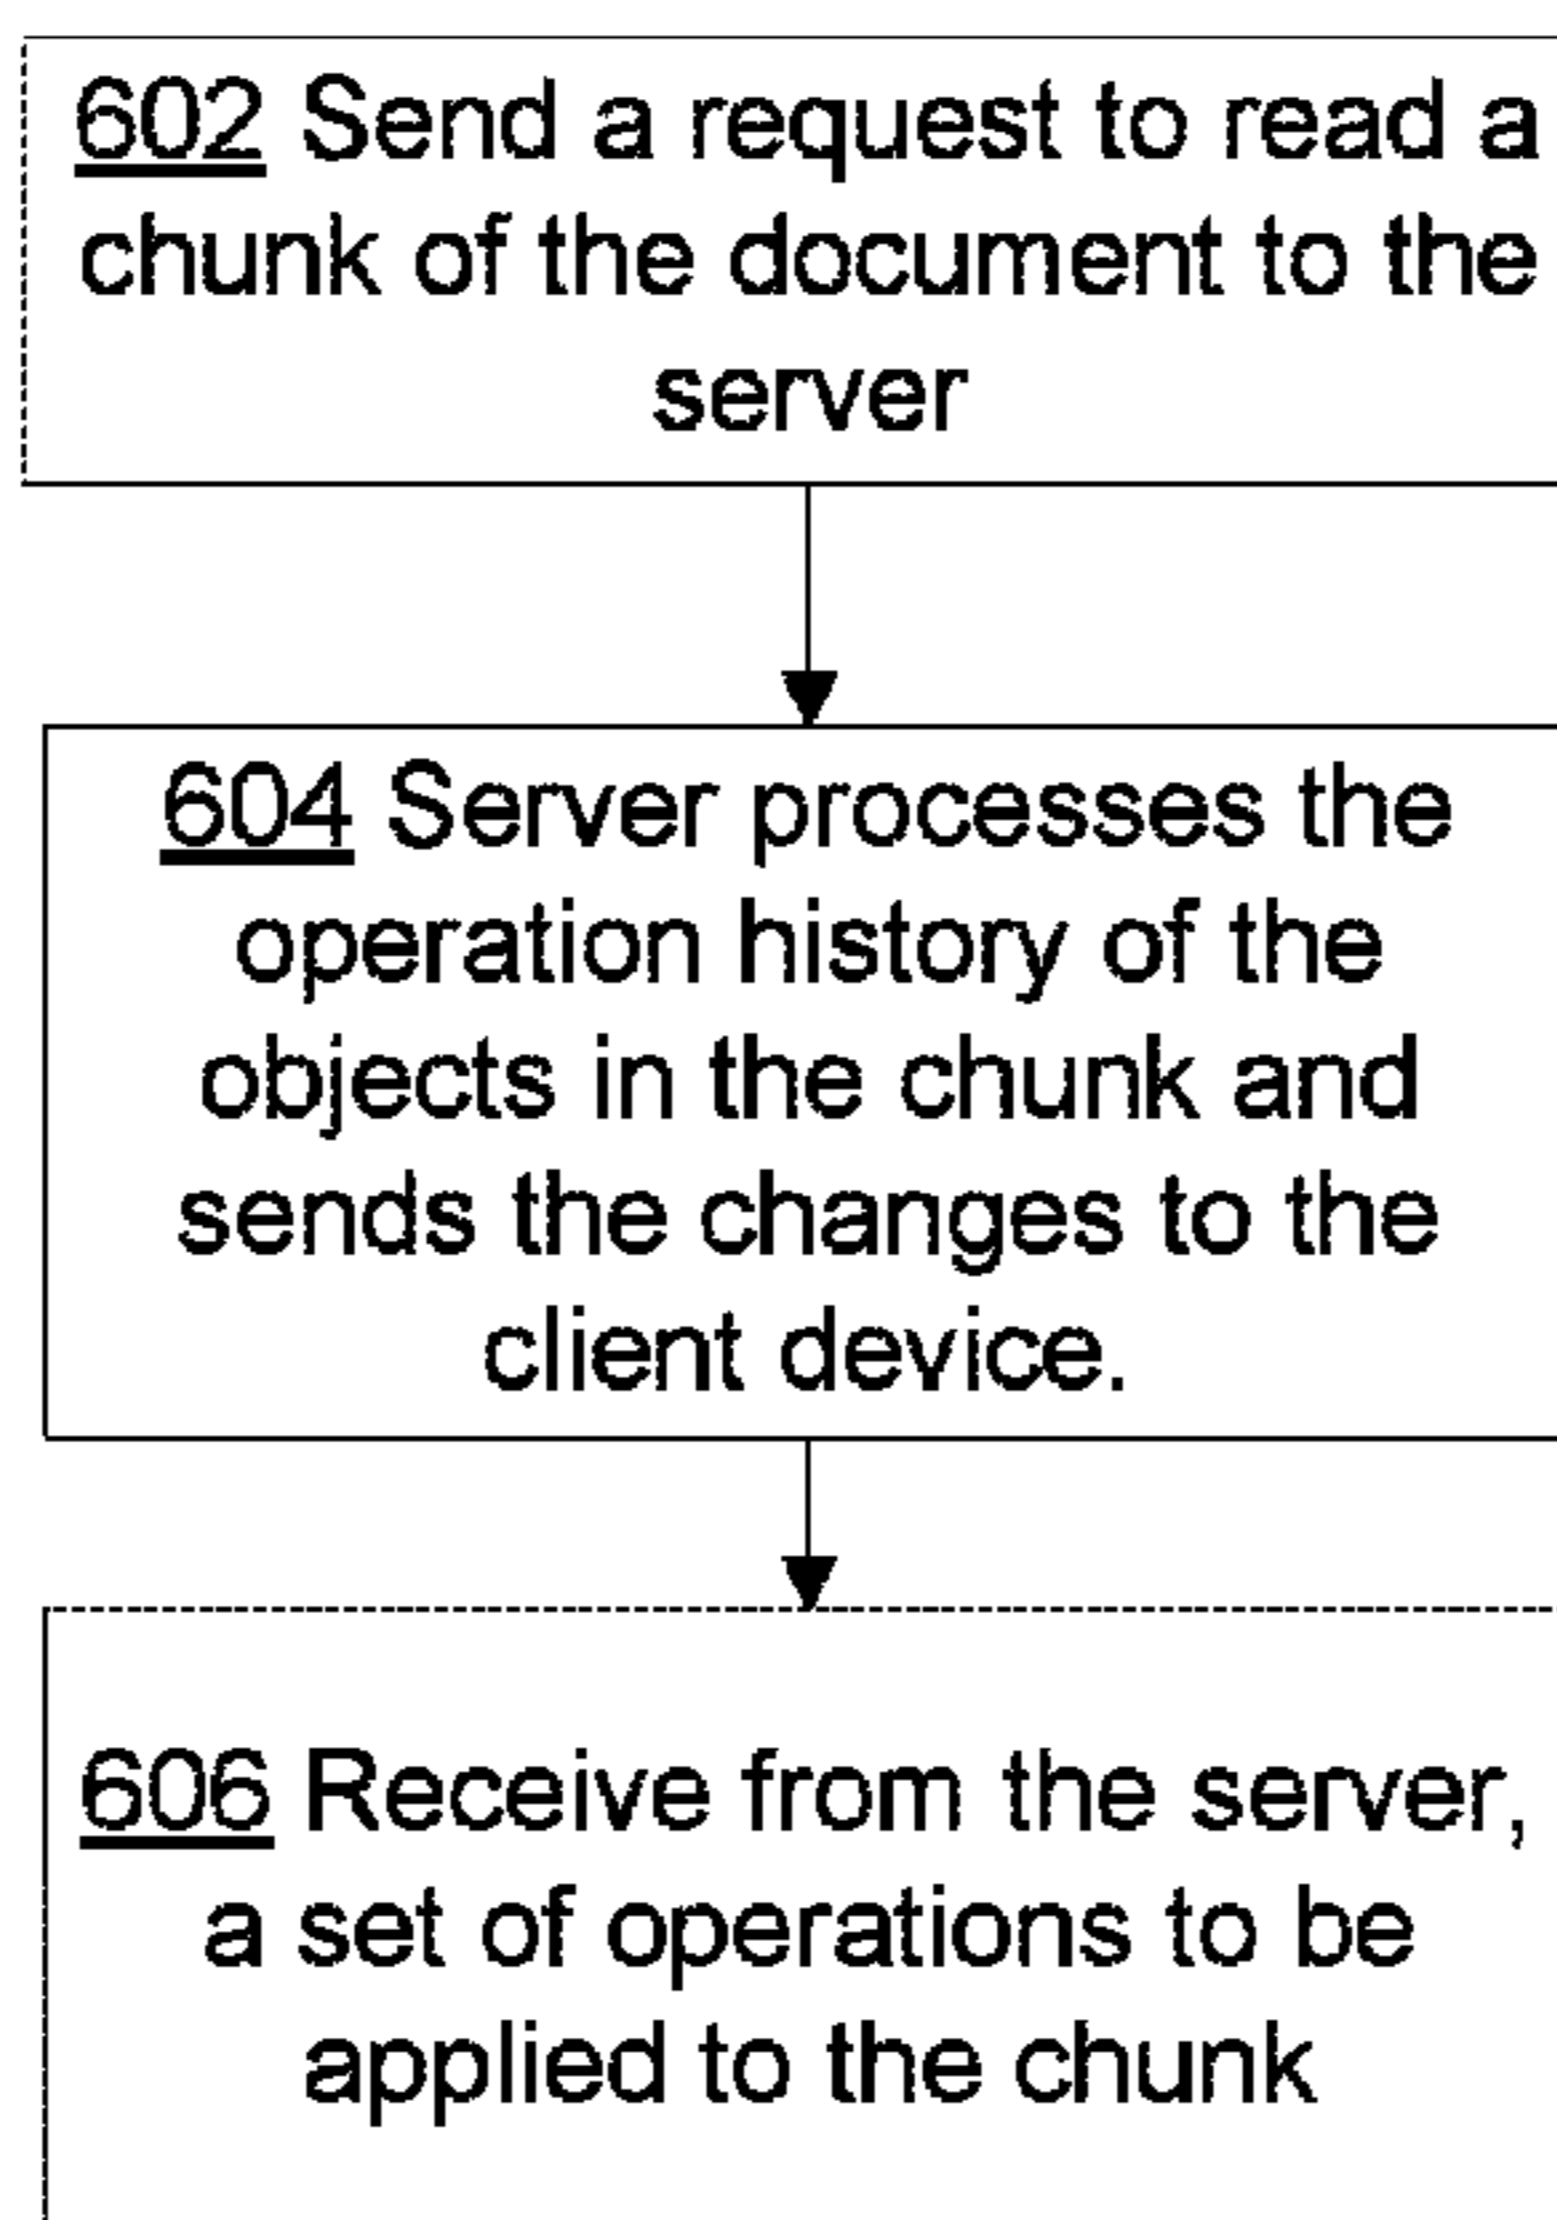 602 Send a request to read a
chunk of the document to the
server
604 Server processes the
operation history of the
objects in the chunk and
sends the changes to the
client device.
606 Receive from the server,
a set of operations to be
applied to the chunk